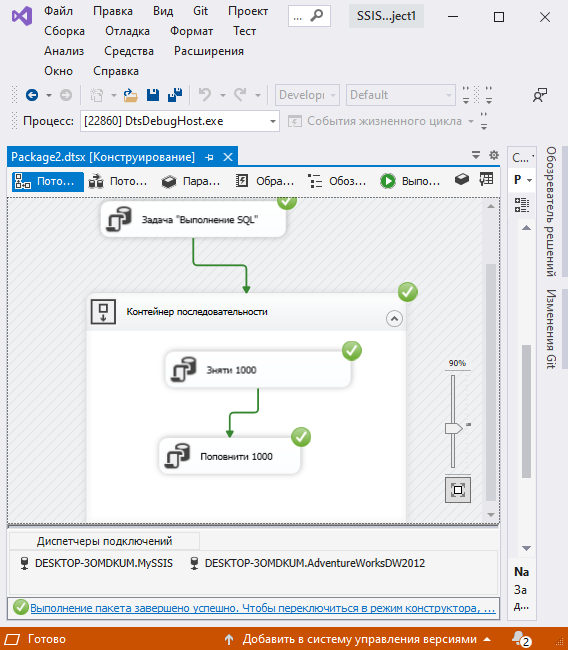 Файл Правка Вид Git Проект
... SSIS...ject1
Сборка Отладка Формат Тест
Анализ Средства Расширения
Окно Справка
Develop Default
Процесс: [22860] DtsDebugHost.exe События жизненного цикла
Package2.dtsx [Конструирование]
Пото... Пото... Пара... Обра... Обоз... Выпо...
С...
Р
Обозреватель решений
Изменения Git
Задача "Выполнение SQL"
Контейнер последовательности
Зняти 1000
90%
Поповнити 1000
Диспетчеры подключений
DESKTOP-3OMDKUM.MySSIS DESKTOP-3OMDKUM.AdventureWorksDW2012
Na
За
д...
Выполнение пакета завершено успешно. Чтобы переключиться в режим конструктора, ...
Готово Добавить в систему управления версиями 2